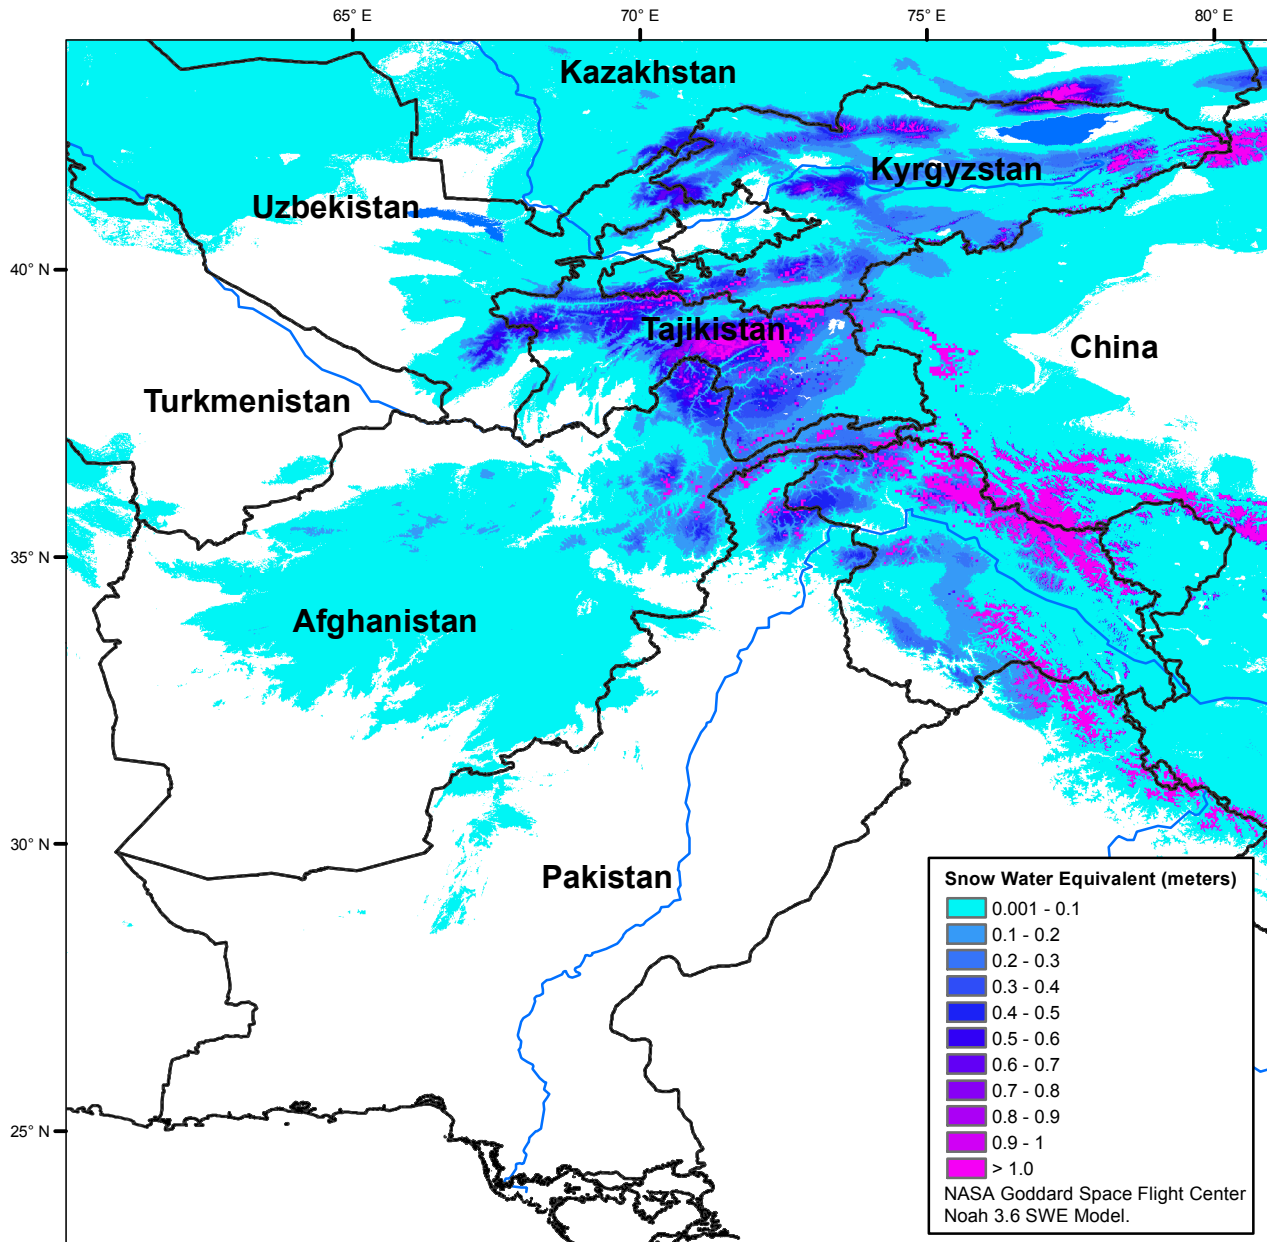 65° E
70° E
75° E
80° E
Kazakhstan
Kyrgyzstan
Uzbekistan
40° N
Tajikistan
China
Turkmenistan
35° N
Afghanistan
30° N
Pakistan
25° N
Snow Water Equivalent (meters)
0.001 - 0.1
0.1 - 0.2
0.2 - 0.3
0.3 - 0.4
0.4 - 0.5
0.5 - 0.6
0.6 - 0.7
0.7 - 0.8
0.8 - 0.9
0.9 - 1
> 1.0
NASA Goddard Space Flight Center
Noah 3.6 SWE Model.